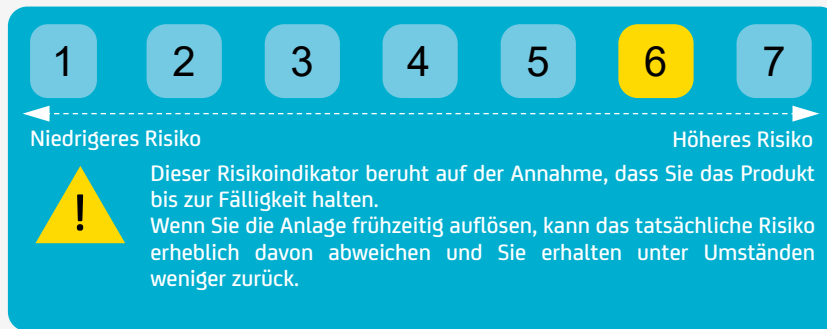 1 2 3 4 5 6 7
Niedrigeres Risiko Höheres Risiko
Dieser Risikoindikator beruht auf der Annahme, dass Sie das Produkt
bis zur Fälligkeit halten.
! Wenn Sie die Anlage frühzeitig auflösen, kann das tatsächliche Risiko
erheblich davon abweichen und Sie erhalten unter Umständen
weniger zurück.